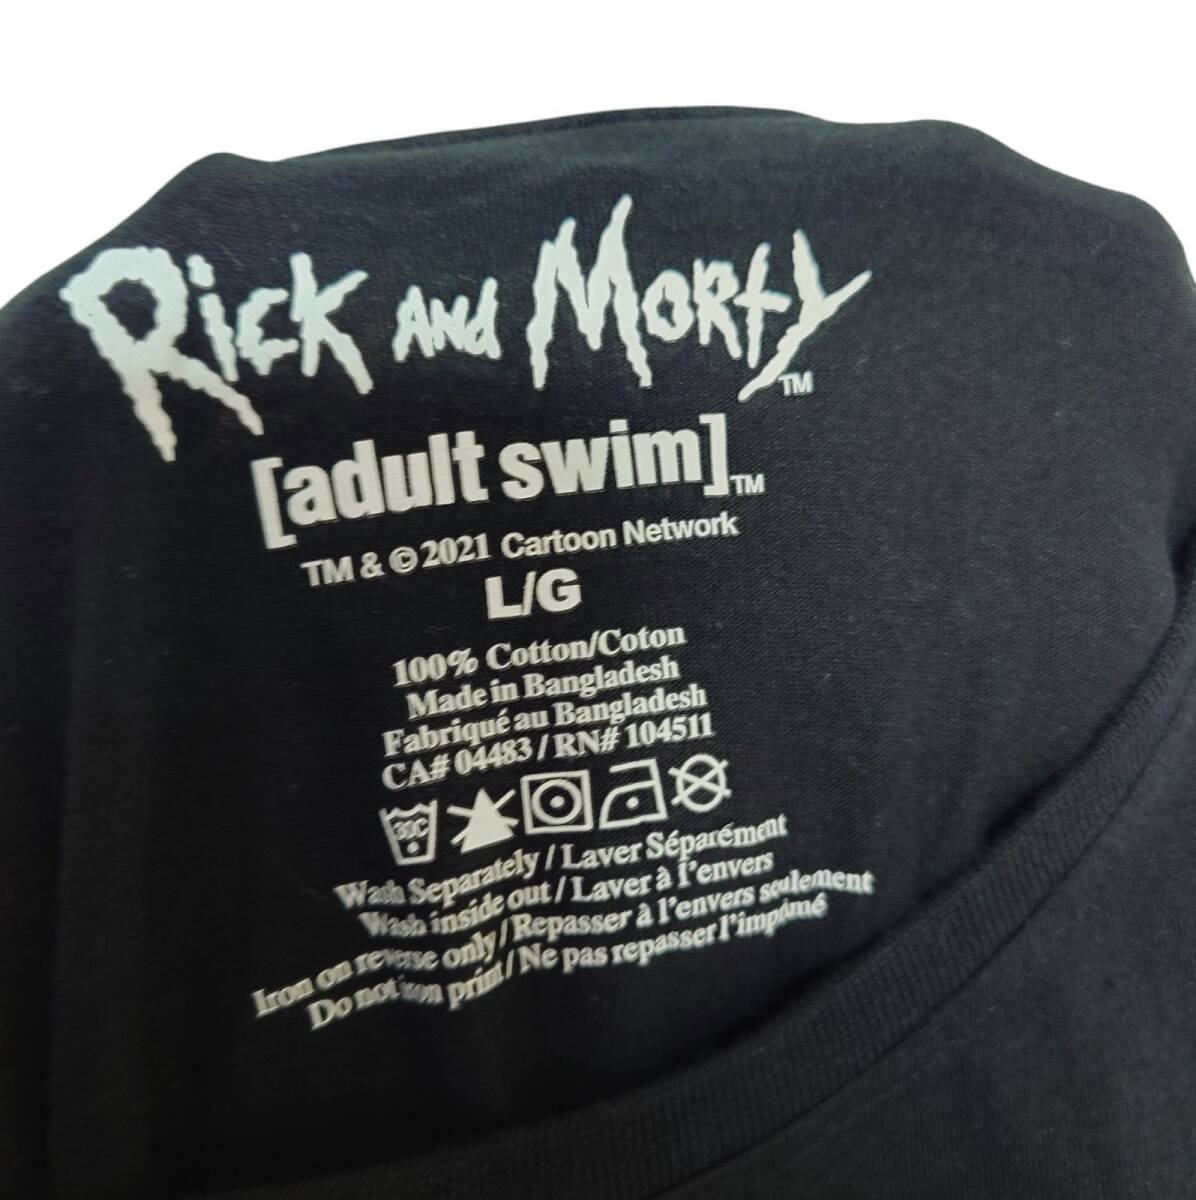 Rick and Morty™
[adult swim]™
TM & © 2021 Cartoon Network
L/G
100% Cotton/Coton
Made in Bangladesh
Fabriqué au Bangladesh
CA# 04483 / RN# 104511
30C
Wash Separately / Laver Séparément
Wash inside out / Laver à l'envers
Iron on reverse only / Repasser à l'envers seulement
Do not iron print / Ne pas repasser l'imprimé